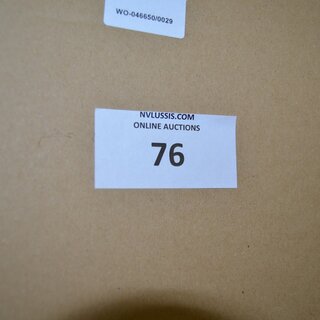 WO-046650/0029
NVLUSSIS.COM
ONLINE AUCTIONS
76